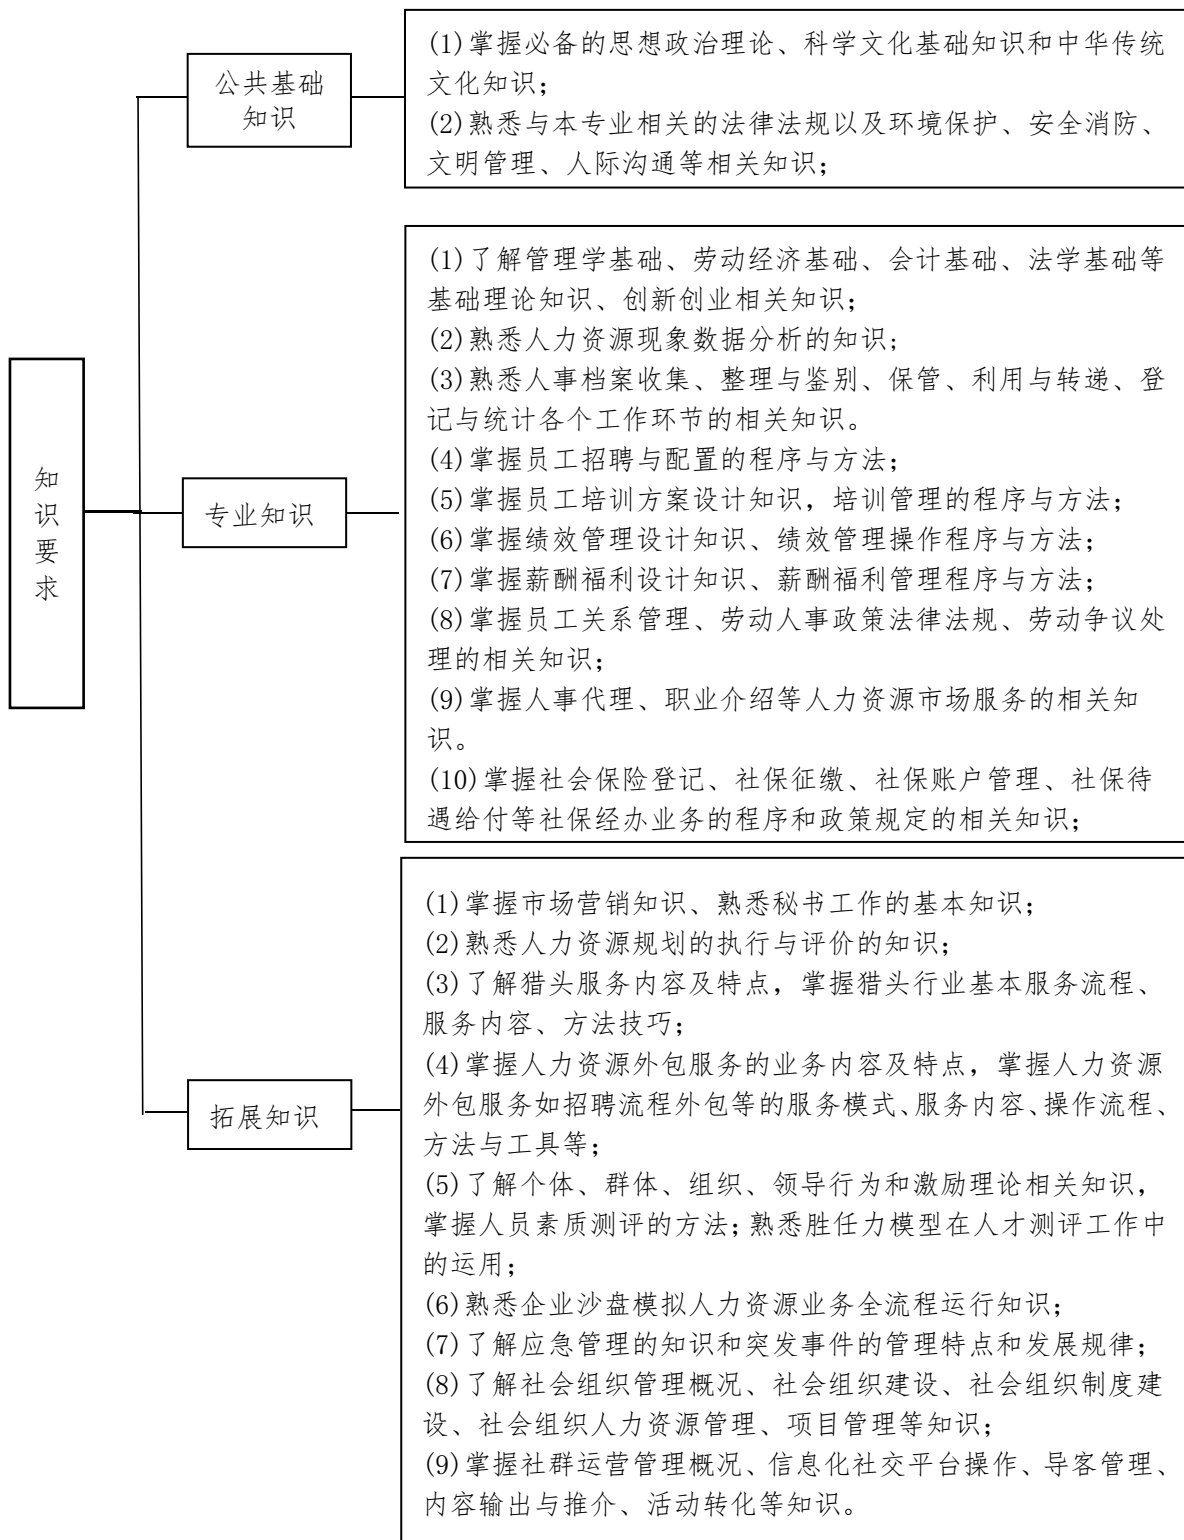 知
识
要
求
公共基础
知识
(1)掌握必备的思想政治理论、科学文化基础知识和中华传统
文化知识；
(2)熟悉与本专业相关的法律法规以及环境保护、安全消防、
文明管理、人际沟通等相关知识；
专业知识
(1)了解管理学基础、劳动经济基础、会计基础、法学基础等
基础理论知识、创新创业相关知识；
(2)熟悉人力资源现象数据分析的知识；
(3)熟悉人事档案收集、整理与鉴别、保管、利用与转递、登
记与统计各个工作环节的相关知识。
(4)掌握员工招聘与配置的程序与方法；
(5)掌握员工培训方案设计知识，培训管理的程序与方法；
(6)掌握绩效管理设计知识、绩效管理操作程序与方法；
(7)掌握薪酬福利设计知识、薪酬福利管理程序与方法；
(8)掌握员工关系管理、劳动人事政策法律法规、劳动争议处
理的相关知识；
(9)掌握人事代理、职业介绍等人力资源市场服务的相关知
识。
(10)掌握社会保险登记、社保征缴、社保账户管理、社保待
遇给付等社保经办业务的程序和政策规定的相关知识；
拓展知识
(1)掌握市场营销知识、熟悉秘书工作的基本知识；
(2)熟悉人力资源规划的执行与评价的知识；
(3)了解猎头服务内容及特点，掌握猎头行业基本服务流程、
服务内容、方法技巧；
(4)掌握人力资源外包服务的业务内容及特点，掌握人力资源
外包服务如招聘流程外包等的服务模式、服务内容、操作流程、
方法与工具等；
(5)了解个体、群体、组织、领导行为和激励理论相关知识，
掌握人员素质测评的方法；熟悉胜任力模型在人才测评工作中
的运用；
(6)熟悉企业沙盘模拟人力资源业务全流程运行知识；
(7)了解应急管理的知识和突发事件的管理特点和发展规律；
(8)了解社会组织管理概况、社会组织建设、社会组织制度建
设、社会组织人力资源管理、项目管理等知识；
(9)掌握社群运营管理概况、信息化社交平台操作、导客管理、
内容输出与推介、活动转化等知识。